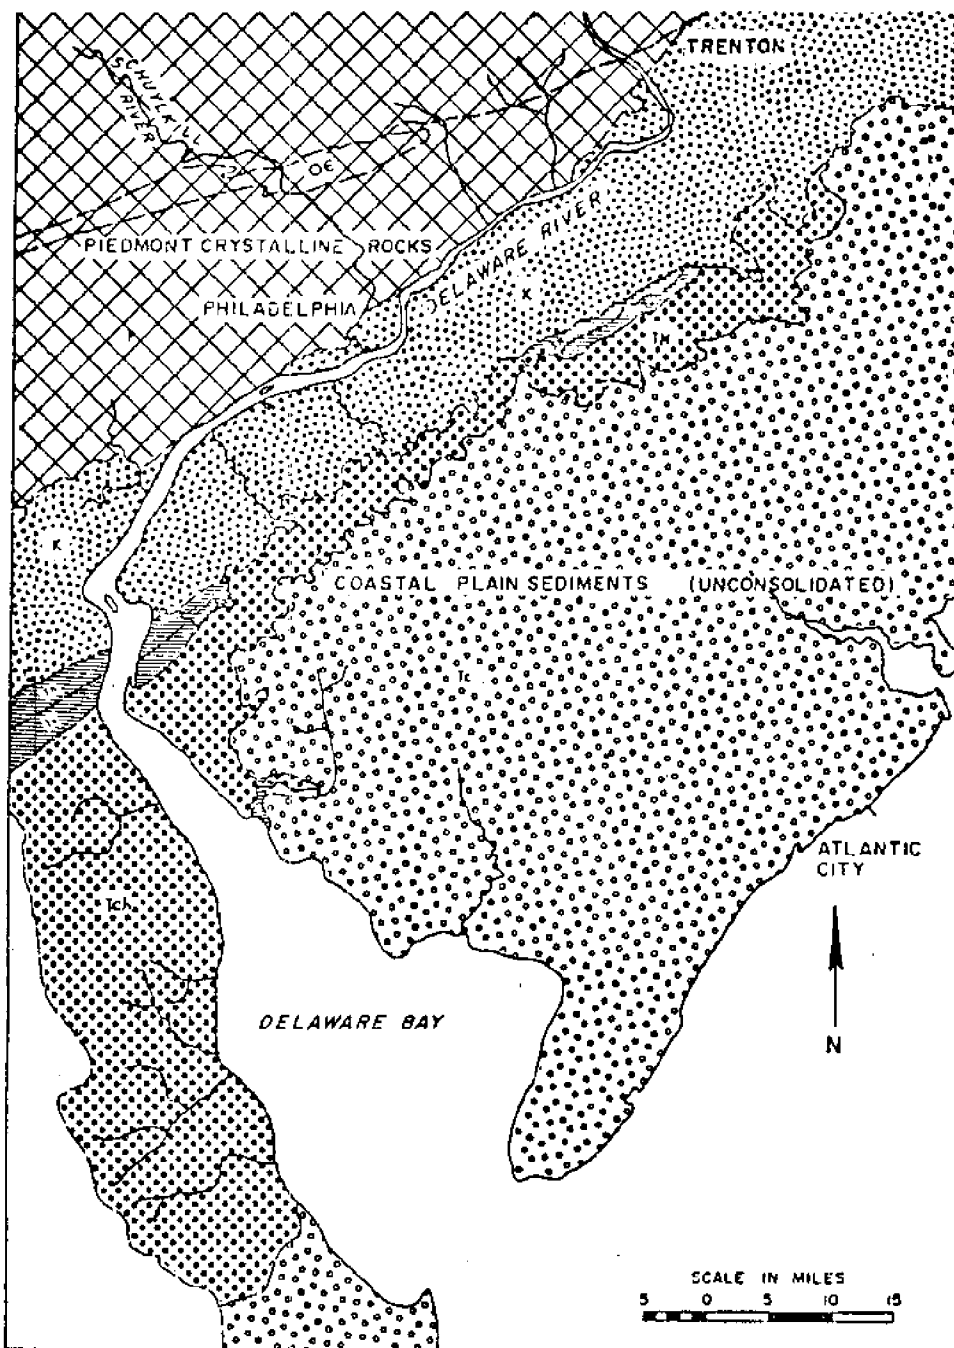 TRENTON
SCHUYLKILL
RIVER
OЄ
PIEDMONT CRYSTALLINE ROCKS
DELAWARE RIVER
K
PHILADELPHIA
K
COASTAL PLAIN SEDIMENTS (UNCONSOLIDATED)
Tc
ATLANTIC
CITY
Tch
DELAWARE BAY
N
SCALE IN MILES
5 0 5 10 15